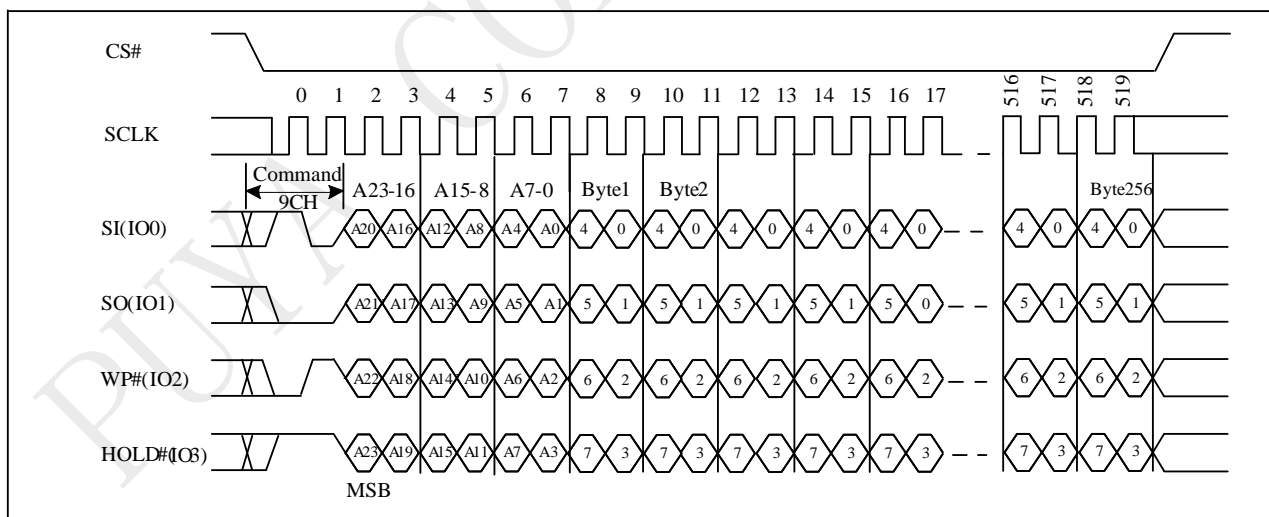 PUYA CO
CS#
0 1 2 3 4 5 6 7 8 9 10 11 12 13 14 15 16 17 516 517 518 519
SCLK
Command
9CH
A23-16 A15-8 A7-0 Byte1 Byte2 Byte256
SI(IO0) A20 A16 A12 A8 A4 A0 4 0 4 0 4 0 4 0 4 0 4 0 4 0
SO(IO1) A21 A17 A13 A9 A5 A1 5 1 5 1 5 1 5 1 5 0 5 1 5 1
WP#(IO2) A22 A18 A14 A10 A6 A2 6 2 6 2 6 2 6 2 6 2 6 2 6 2
HOLD#(IO3) A23 A19 A15 A11 A7 A3 7 3 7 3 7 3 7 3 7 3 7 3 7 3
MSB